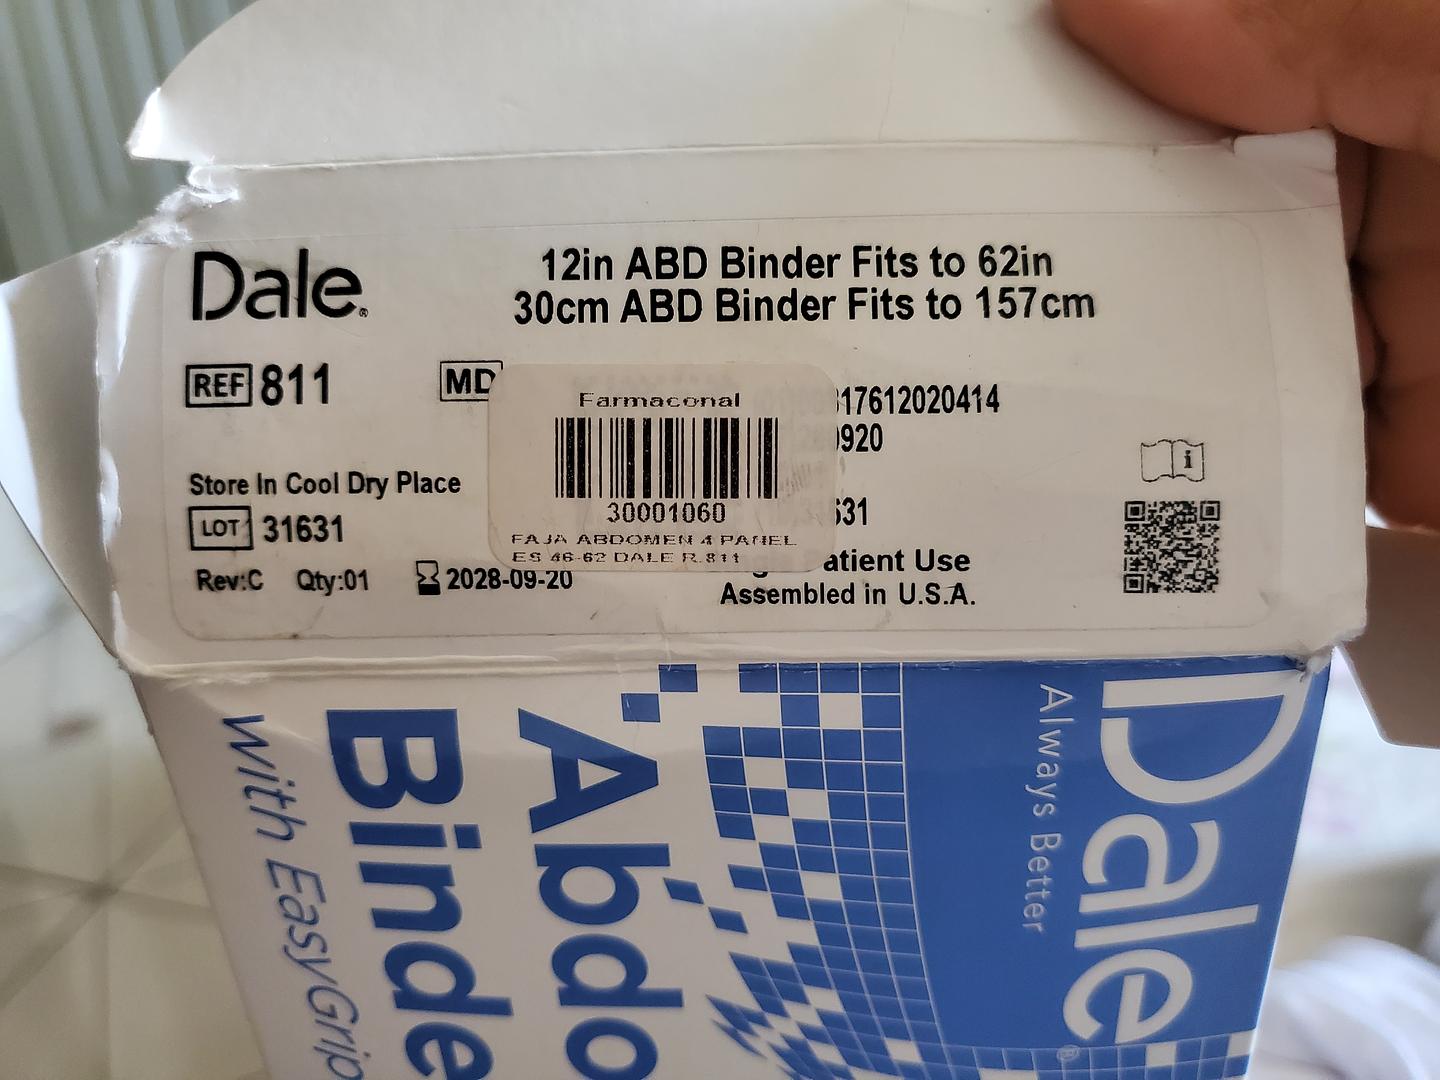 Dale®
12in ABD Binder Fits to 62in
30cm ABD Binder Fits to 157cm
REF 811
MD
17612020414
920
Farmaconal
30001060
FAJA ABDOMEN 4 PANEL
ES 46-62 DALE R.811
Store In Cool Dry Place
LOT 31631
631
Rev:C Qty:01 2028-09-20
Patient Use
Assembled in U.S.A.
i
Dale®
Always Better
Abdo
Binde
with EasyGrip